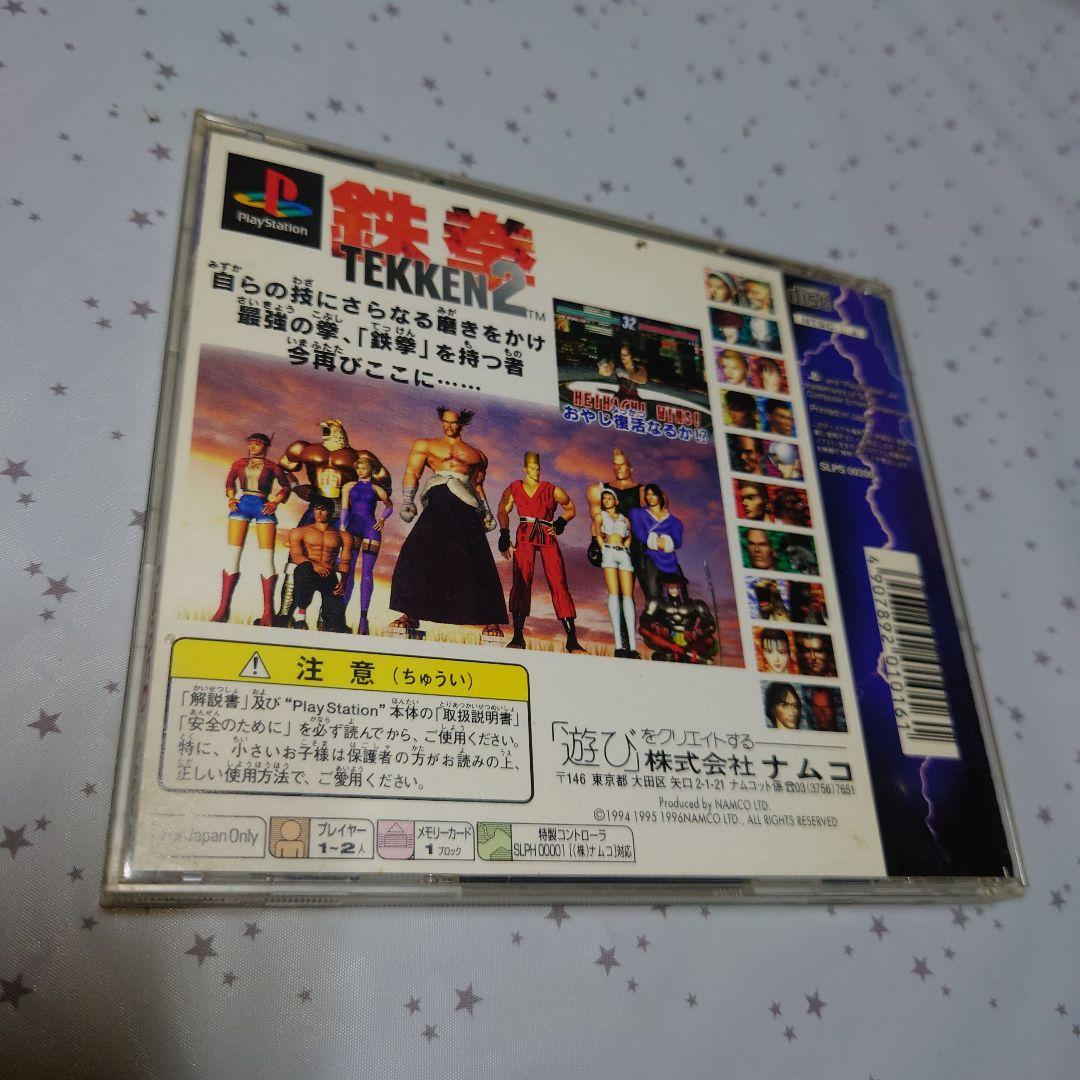 PlayStation
鉄拳
TEKKEN2™
自らの技にさらなる磨きをかけ
最強の拳、「鉄拳」を持つ者
今再びここに……
32
HEIHACHI WINS!
おやじ復活なるか!?
注意（ちゅうい）
「解説書」及び“PlayStation”本体の「取扱説明書」
「安全のために」を必ず読んでから、ご使用ください。
特に、小さいお子様は保護者の方がお読みの上、
正しい使用方法で、ご愛用ください。
「遊び」をクリエイトする
株式会社ナムコ
〒146 東京都 大田区 矢口 2-1-21 ナムコット係 ☎03(3756)7651
Produced by NAMCO LTD.
©1994 1995 1996 NAMCO LTD., ALL RIGHTS RESERVED
For Japan Only
プレイヤー
1~2人
メモリーカード
1ブロック
特製コントローラ
SLPH 00001 [(株)ナムコ]対応
Printed in
SLPS 00300
4 907892 010161